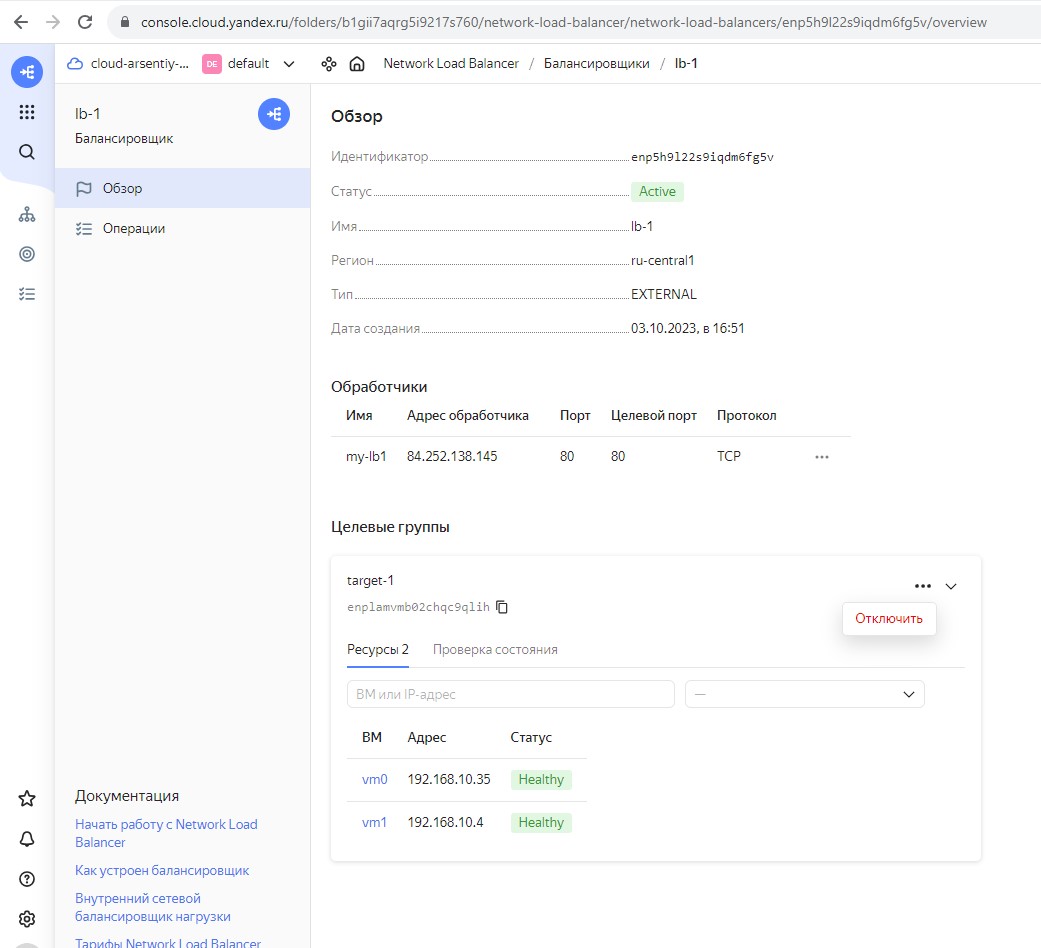 console.cloud.yandex.ru/folders/b1gii7aqrg5i9217s760/network-load-balancer/network-load-balancers/enp5h9l22s9iqdm6fg5v/overview
cloud-arsentiy-... DE default Network Load Balancer / Балансировщики / lb-1
lb-1
Балансировщик
Обзор
Операции
Обзор
Идентификатор enp5h9l22s9iqdm6fg5v
Статус Active
Имя lb-1
Регион ru-central1
Тип EXTERNAL
Дата создания 03.10.2023, в 16:51
Обработчики
Имя Адрес обработчика Порт Целевой порт Протокол
my-lb1 84.252.138.145 80 80 TCP
Целевые группы
target-1
enplamvmb02chqc9qlih
Отключить
Ресурсы 2 Проверка состояния
ВМ или IP-адрес —
ВМ Адрес Статус
vm0 192.168.10.35 Healthy
vm1 192.168.10.4 Healthy
Документация
Начать работу с Network Load
Balancer
Как устроен балансировщик
Внутренний сетевой
балансировщик нагрузки
Тарифы Network Load Balancer